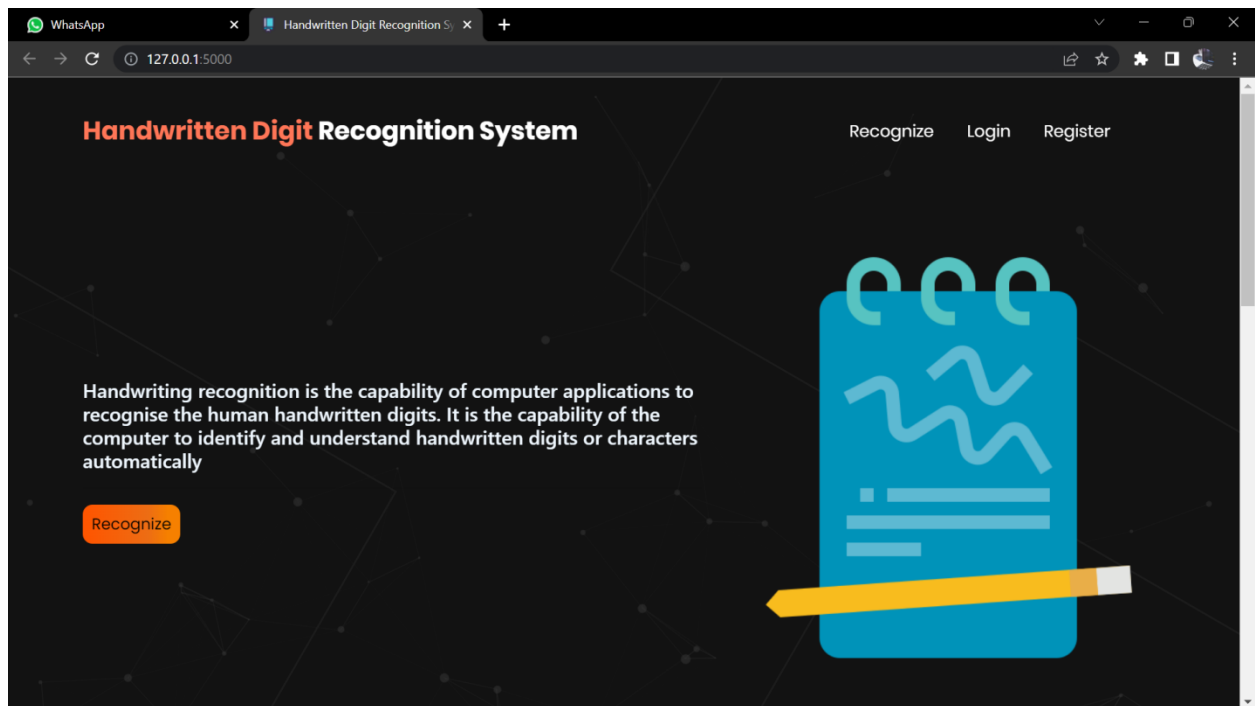 WhatsApp
Handwritten Digit Recognition Sy
127.0.0.1:5000
Handwritten Digit Recognition System
Recognize Login Register
Handwriting recognition is the capability of computer applications to
recognise the human handwritten digits. It is the capability of the
computer to identify and understand handwritten digits or characters
automatically
Recognize